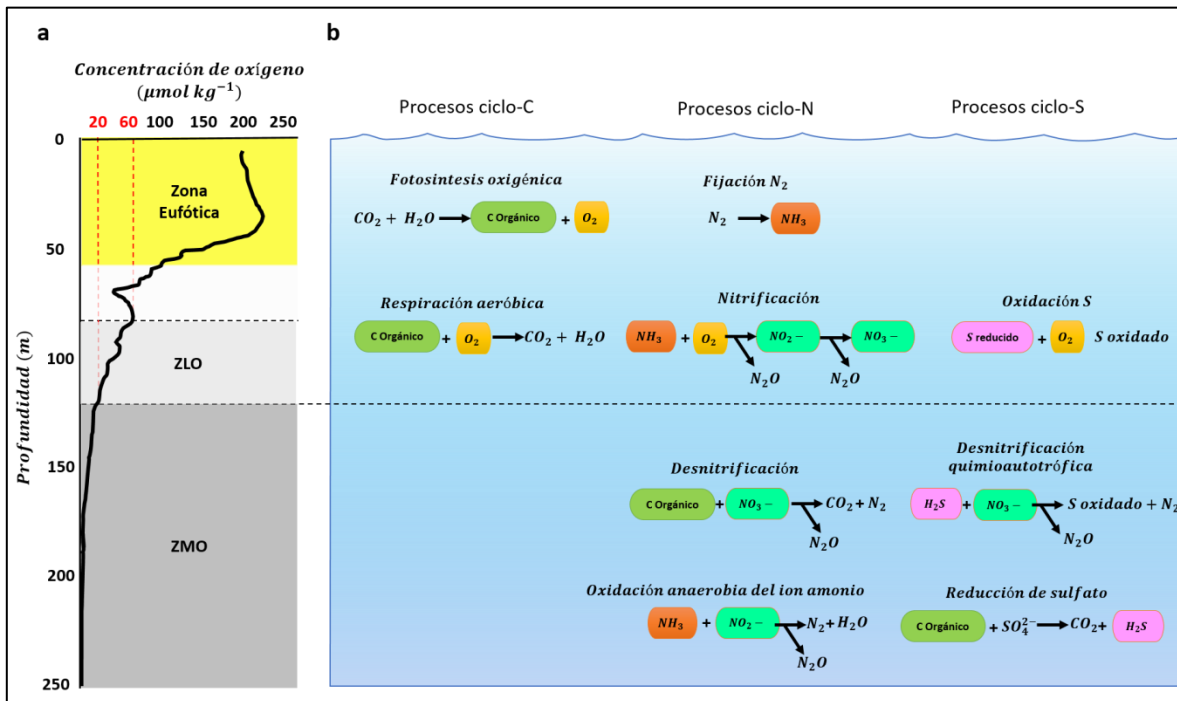 a
Concentración de oxígeno
(μmol kg⁻¹)
20 60 100 150 200 250
0
50
100
150
200
250
Profundidad (m)
Zona
Eufótica
ZLO
ZMO
b
Procesos ciclo-C
Procesos ciclo-N
Procesos ciclo-S
Fotosintesis oxigénica
CO₂ + H₂O → C Orgánico + O₂
Fijación N₂
N₂ → NH₃
Respiración aeróbica
C Orgánico + O₂ → CO₂ + H₂O
Nitrificación
NH₃ + O₂ → NO₂− → NO₃−
N₂O N₂O
Oxidación S
S reducido + O₂ S oxidado
Desnitrificación
C Orgánico + NO₃− → CO₂ + N₂
N₂O
Desnitrificación
quimioautotrófica
H₂S + NO₃− → S oxidado + N₂
N₂O
Oxidación anaerobia del ion amonio
NH₃ + NO₂− → N₂ + H₂O
N₂O
Reducción de sulfato
C Orgánico + SO₄²⁻ → CO₂ + H₂S